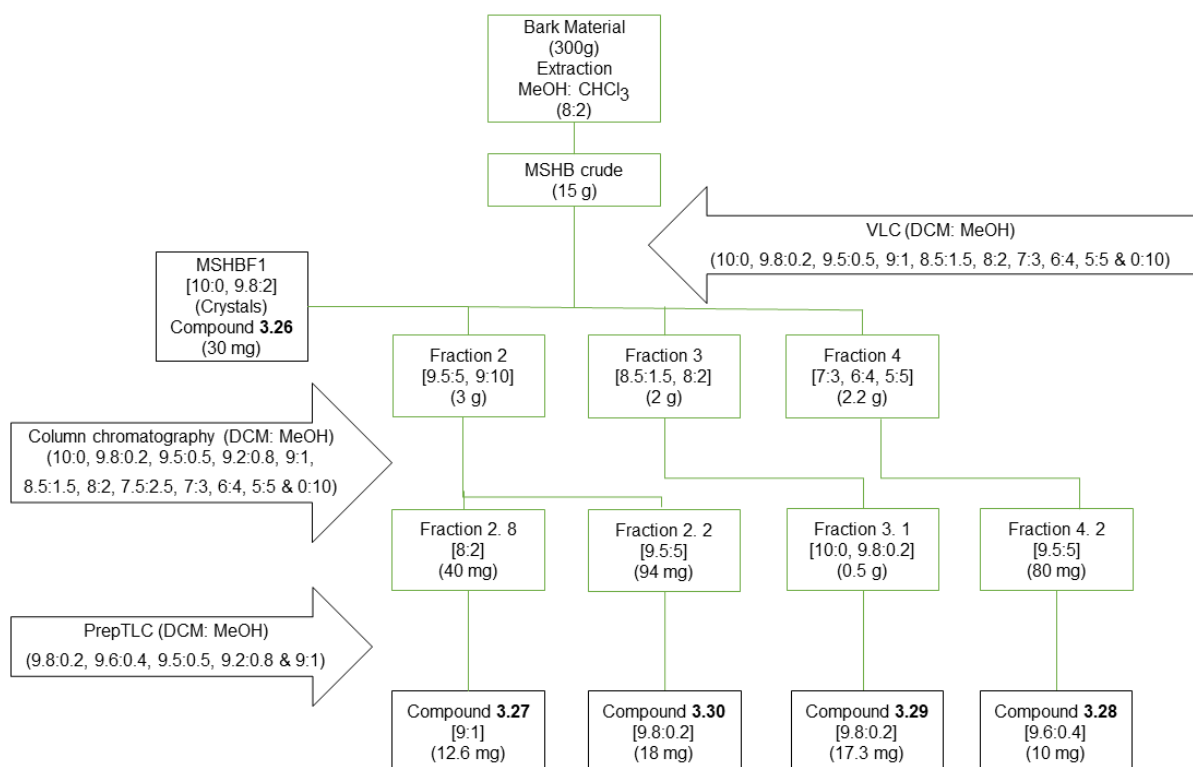 Bark Material
(300g)
Extraction
MeOH: CHCl3
(8:2)
MSHB crude
(15 g)
VLC (DCM: MeOH)
(10:0, 9.8:0.2, 9.5:0.5, 9:1, 8.5:1.5, 8:2, 7:3, 6:4, 5:5 & 0:10)
MSHBF1
[10:0, 9.8:2]
(Crystals)
Compound 3.26
(30 mg)
Fraction 2
[9.5:5, 9:10]
(3 g)
Fraction 3
[8.5:1.5, 8:2]
(2 g)
Fraction 4
[7:3, 6:4, 5:5]
(2.2 g)
Column chromatography (DCM: MeOH)
(10:0, 9.8:0.2, 9.5:0.5, 9.2:0.8, 9:1,
8.5:1.5, 8:2, 7.5:2.5, 7:3, 6:4, 5:5 & 0:10)
Fraction 2. 8
[8:2]
(40 mg)
Fraction 2. 2
[9.5:5]
(94 mg)
Fraction 3. 1
[10:0, 9.8:0.2]
(0.5 g)
Fraction 4. 2
[9.5:5]
(80 mg)
PrepTLC (DCM: MeOH)
(9.8:0.2, 9.6:0.4, 9.5:0.5, 9.2:0.8 & 9:1)
Compound 3.27
[9:1]
(12.6 mg)
Compound 3.30
[9.8:0.2]
(18 mg)
Compound 3.29
[9.8:0.2]
(17.3 mg)
Compound 3.28
[9.6:0.4]
(10 mg)